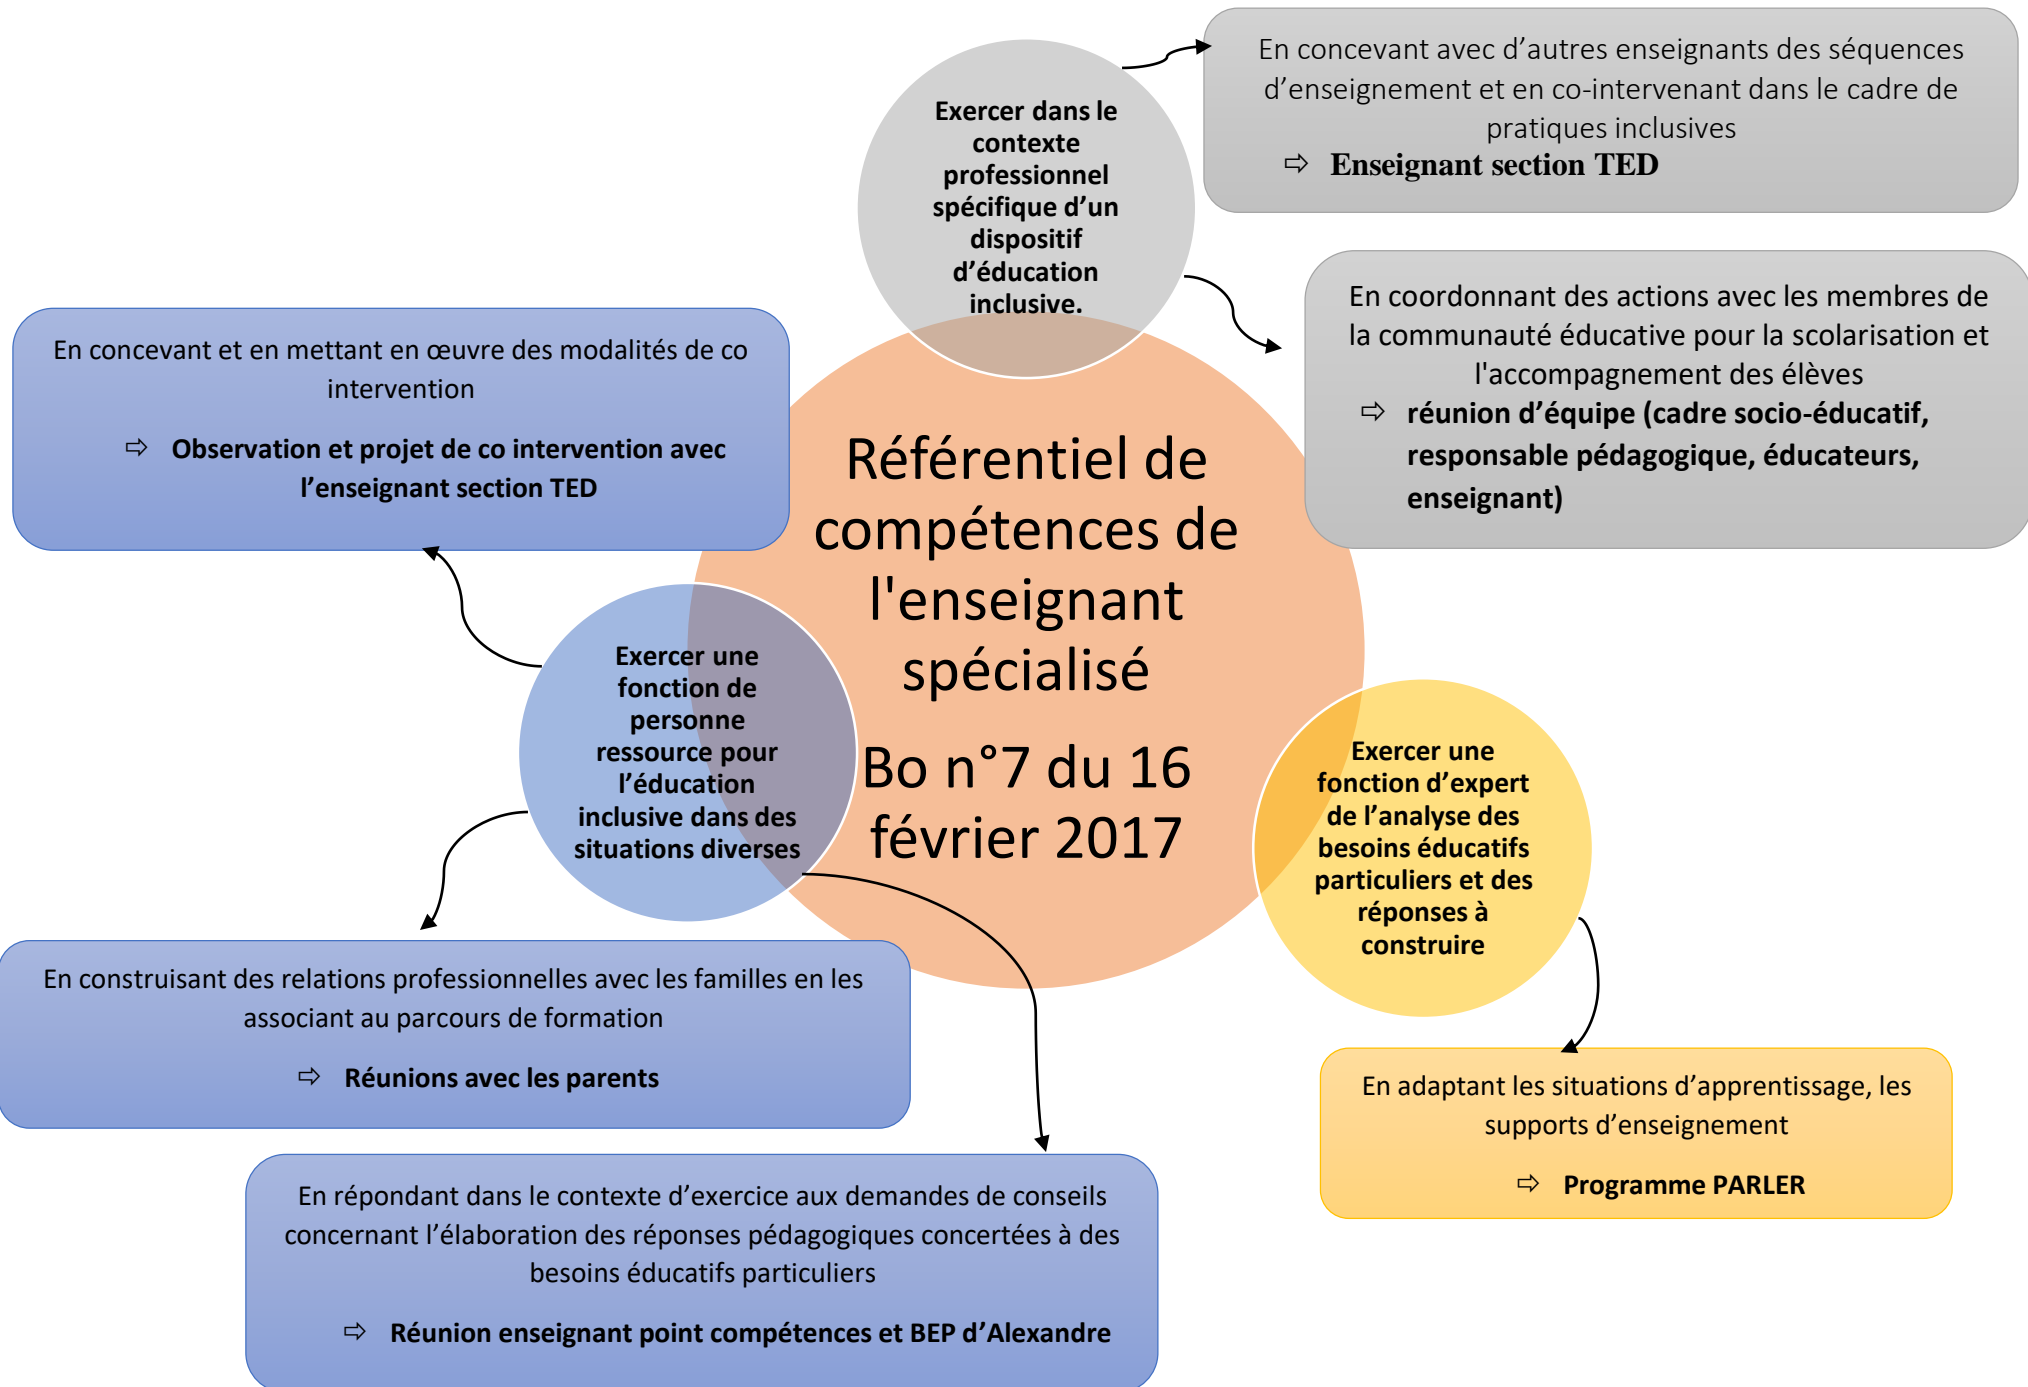 En concevant avec d’autres enseignants des séquences
d’enseignement et en co-intervenant dans le cadre de
pratiques inclusives
⇨ Enseignant section TED
Exercer dans le
contexte
professionnel
spécifique d’un
dispositif
d’éducation
inclusive.
En coordonnant des actions avec les membres de
la communauté éducative pour la scolarisation et
l'accompagnement des élèves
⇨ réunion d’équipe (cadre socio-éducatif,
responsable pédagogique, éducateurs,
enseignant)
En concevant et en mettant en œuvre des modalités de co
intervention
⇨ Observation et projet de co intervention avec
l’enseignant section TED
Référentiel de
compétences de
l'enseignant
spécialisé
Bo n°7 du 16
février 2017
Exercer une
fonction de
personne
ressource pour
l’éducation
inclusive dans des
situations diverses
Exercer une
fonction d’expert
de l’analyse des
besoins éducatifs
particuliers et des
réponses à
construire
En construisant des relations professionnelles avec les familles en les
associant au parcours de formation
⇨ Réunions avec les parents
En adaptant les situations d’apprentissage, les
supports d’enseignement
⇨ Programme PARLER
En répondant dans le contexte d’exercice aux demandes de conseils
concernant l’élaboration des réponses pédagogiques concertées à des
besoins éducatifs particuliers
⇨ Réunion enseignant point compétences et BEP d’Alexandre